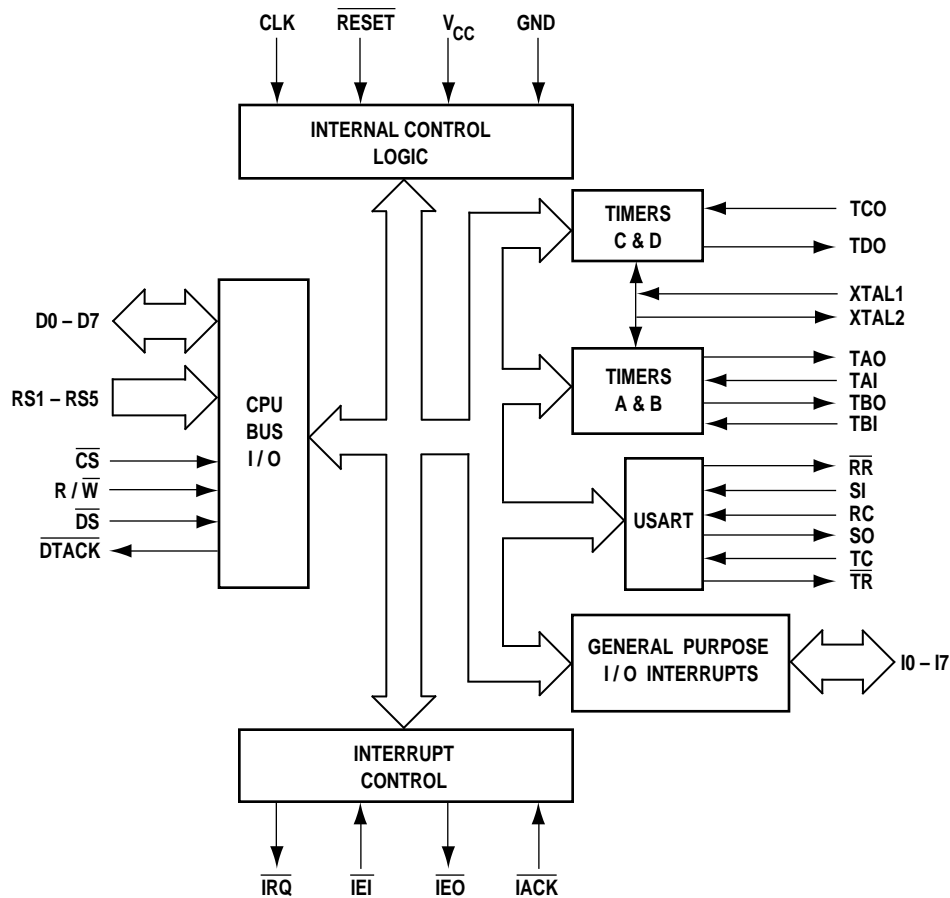 CLK RESET VCC GND
INTERNAL CONTROL
LOGIC
TIMERS
C & D
TCO
TDO
XTAL1
XTAL2
D0 – D7
RS1 – RS5
CS
R / W
DS
DTACK
CPU
BUS
I / O
TIMERS
A & B
TAO
TAI
TBO
TBI
USART
RR
SI
RC
SO
TC
TR
GENERAL PURPOSE
I / O INTERRUPTS
I0 – I7
INTERRUPT
CONTROL
IRQ IEI IEO IACK